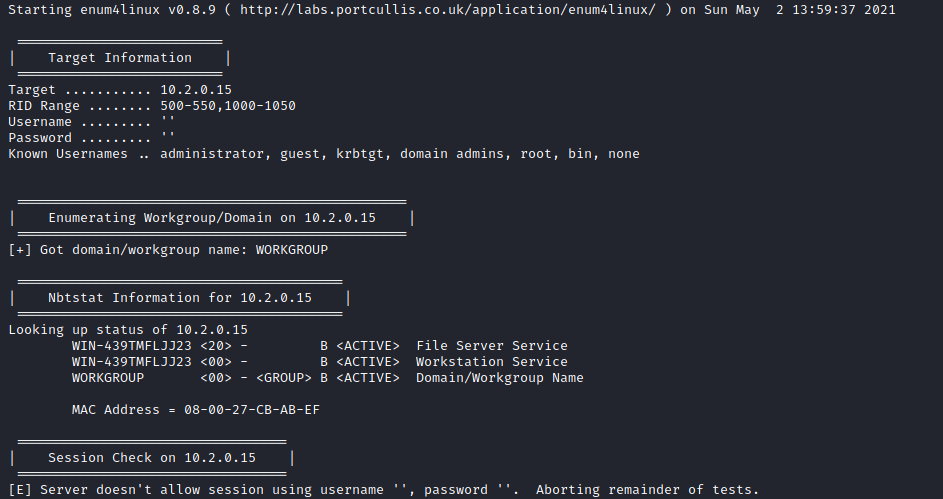 Starting enum4linux v0.8.9 ( http://labs.portcullis.co.uk/application/enum4linux/ ) on Sun May  2 13:59:37 2021
|    Target Information    |
Target ........... 10.2.0.15
RID Range ........ 500-550,1000-1050
Username ......... ''
Password ......... ''
Known Usernames .. administrator, guest, krbtgt, domain admins, root, bin, none
|    Enumerating Workgroup/Domain on 10.2.0.15    |
[+] Got domain/workgroup name: WORKGROUP
|    Nbtstat Information for 10.2.0.15    |
Looking up status of 10.2.0.15
WIN-439TMFLJJ23 <20> -         B <ACTIVE>  File Server Service
WIN-439TMFLJJ23 <00> -         B <ACTIVE>  Workstation Service
WORKGROUP       <00> - <GROUP> B <ACTIVE>  Domain/Workgroup Name
MAC Address = 08-00-27-CB-AB-EF
|    Session Check on 10.2.0.15    |
[E] Server doesn't allow session using username '', password ''.  Aborting remainder of tests.